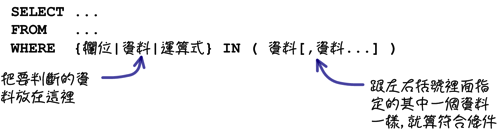 SELECT ...
FROM ...
WHERE {欄位|資料|運算式} IN ( 資料[,資料...] )
把要判斷的資
料放在這裡
跟左右括號裡面指
定的其中一個資料
一樣,就算符合條件